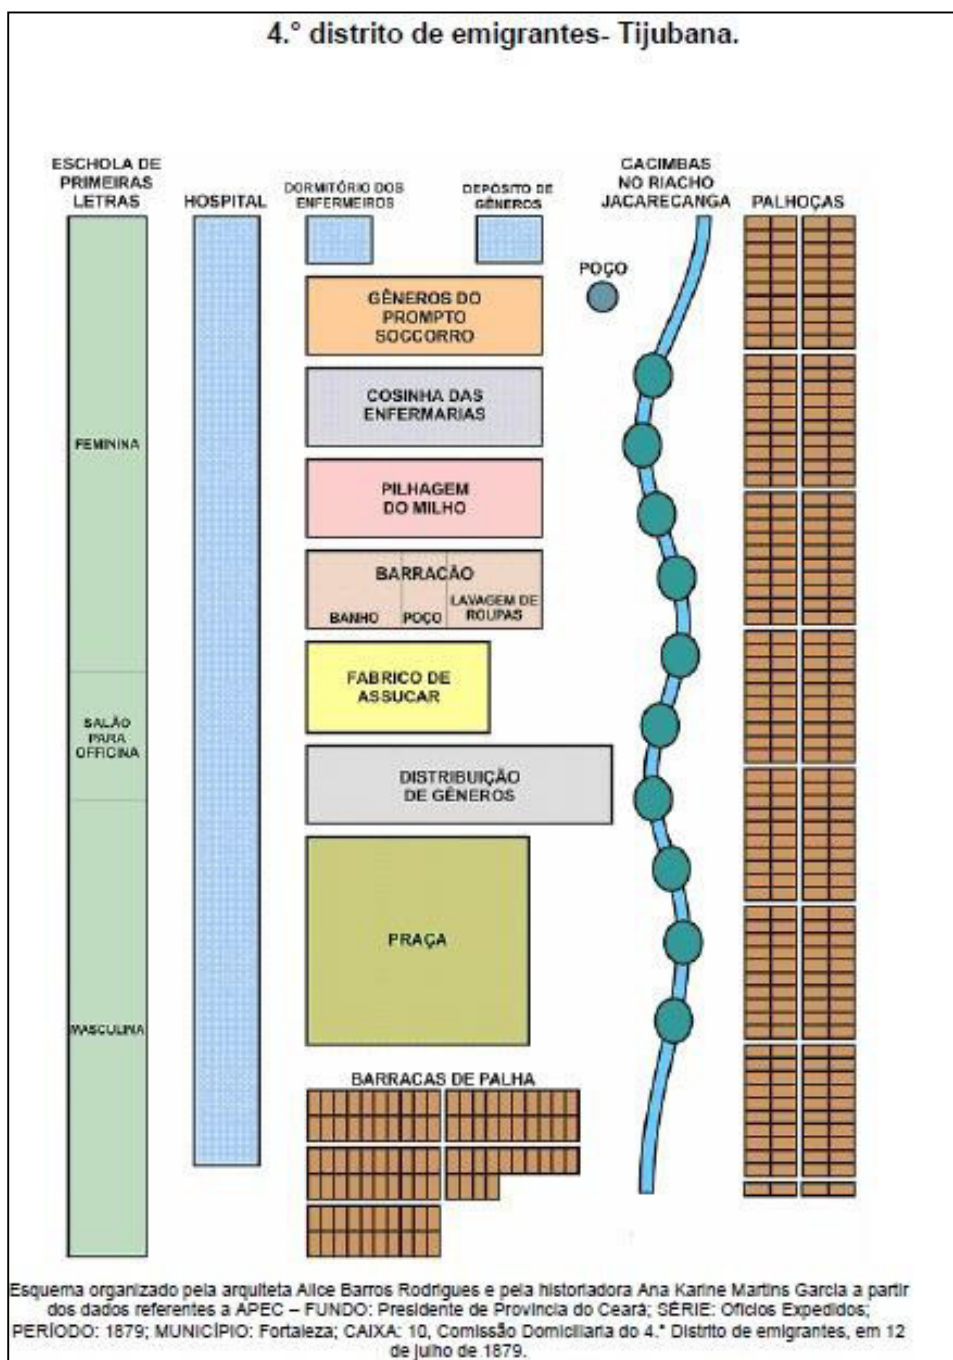 4.° distrito de emigrantes- Tijubana.
ESCHOLA DE
PRIMEIRAS
LETRAS
HOSPITAL
DORMITÓRIO DOS
ENFERMEIROS
DEPÓSITO DE
GÊNEROS
CACIMBAS
NO RIACHO
JACARECANGA
PALHOÇAS
POÇO
GÊNEROS DO
PROMPTO
SOCCORRO
COSINHA DAS
ENFERMARIAS
FEMININA
PILHAGEM
DO MILHO
BARRACÃO
BANHO
POÇO
LAVAGEM DE
ROUPAS
FABRICO DE
ASSUCAR
SALÃO
PARA
OFFICINA
DISTRIBUIÇÃO
DE GÊNEROS
PRAÇA
MASCULINA
BARRACAS DE PALHA
Esquema organizado pela arquiteta Alice Barros Rodrigues e pela historiadora Ana Karine Martins Garcia a partir
dos dados referentes a APEC – FUNDO: Presidente de Província do Ceará; SÉRIE: Ofícios Expedidos;
PERÍODO: 1879; MUNICÍPIO: Fortaleza; CAIXA: 10, Comissão Domiciliaria do 4.° Distrito de emigrantes, em 12
de julho de 1879.